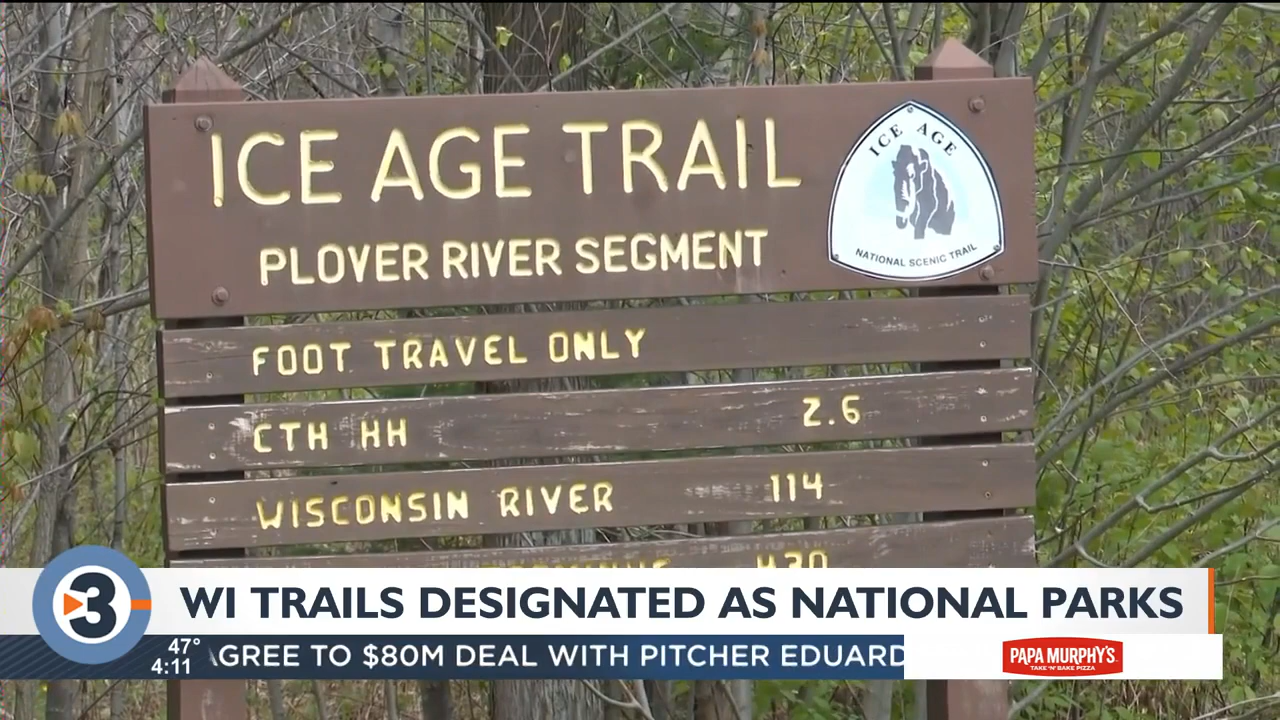 ICE AGE TRAIL
ICE AGE
NATIONAL SCENIC TRAIL
PLOVER RIVER SEGMENT
FOOT TRAVEL ONLY
CTH HH 2.6
WISCONSIN RIVER 114
430
3 WI TRAILS DESIGNATED AS NATIONAL PARKS
47°
4:11
AGREE TO $80M DEAL WITH PITCHER EDUARD
PAPA MURPHY'S
TAKE 'N' BAKE PIZZA